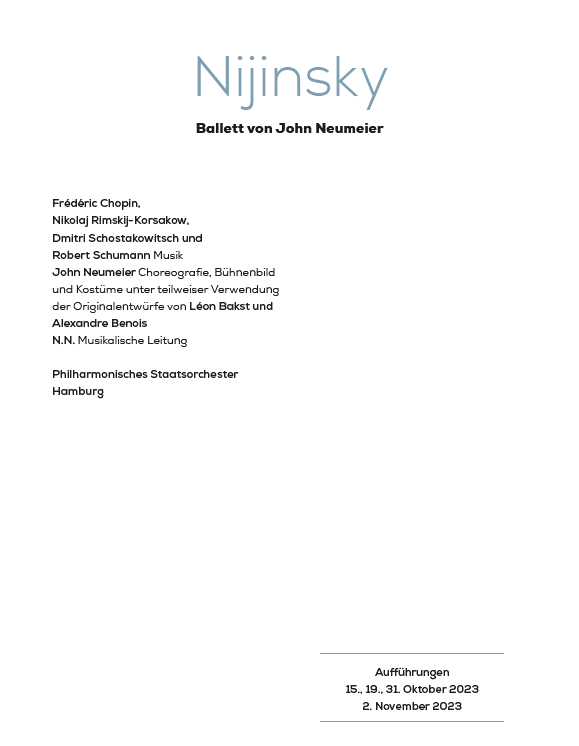 Nijinsky
Ballett von John Neumeier
Frédéric Chopin,
Nikolaj Rimskij-Korsakow,
Dmitri Schostakowitsch und
Robert Schumann Musik
John Neumeier Choreografie, Bühnenbild
und Kostüme unter teilweiser Verwendung
der Originalentwürfe von Léon Bakst und
Alexandre Benois
N.N. Musikalische Leitung
Philharmonisches Staatsorchester
Hamburg
Aufführungen
15., 19., 31. Oktober 2023
2. November 2023